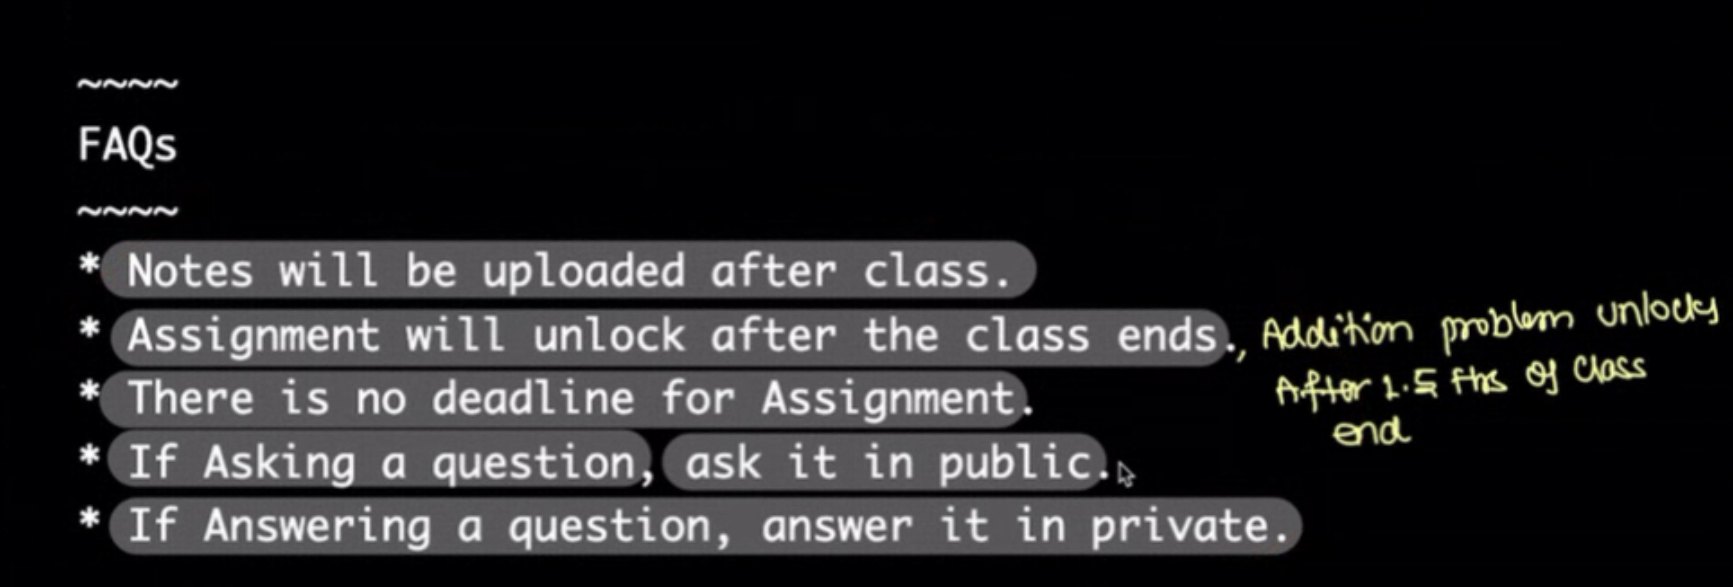 ~~~~
FAQs
~~~~
* Notes will be uploaded after class.
* Assignment will unlock after the class ends., Addition problem unlocks
After 1.5 of class
end
* There is no deadline for Assignment.
* If Asking a question, ask it in public.
* If Answering a question, answer it in private.